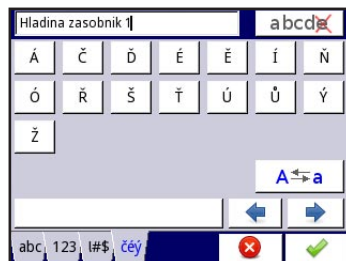 Hladina zasobnik 1
abcde
Á Č Ď É Ě Í Ň
Ó Ř Š Ť Ú Ů Ý
Ž
A a
abc 123 !#$ čéý